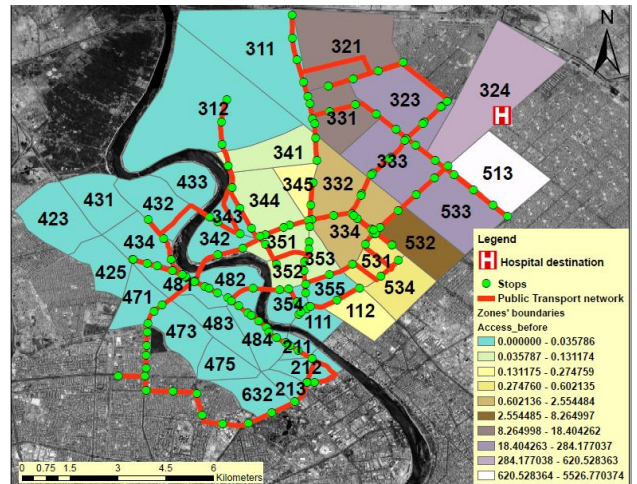 N
311
321
312
323
324
331
H
341
333
513
433
345
332
431
432
344
423
343
533
434
342
351
334
532
353
425
352
531
481
482
355
534
471
354
473
483
111
112
484
211
475
212
632
213
Legend
H Hospital destination
Stops
Public Transport network
Zones' boundaries
Access_before
0.000000 - 0.035786
0.035787 - 0.131174
0.131175 - 0.274759
0.274760 - 0.602135
0.602136 - 2.554484
2.554485 - 8.264997
8.264998 - 18.404262
18.404263 - 284.177037
284.177038 - 620.528363
620.528364 - 5526.770374
0 0.75 1.5 3 4.5 6
Kilometers